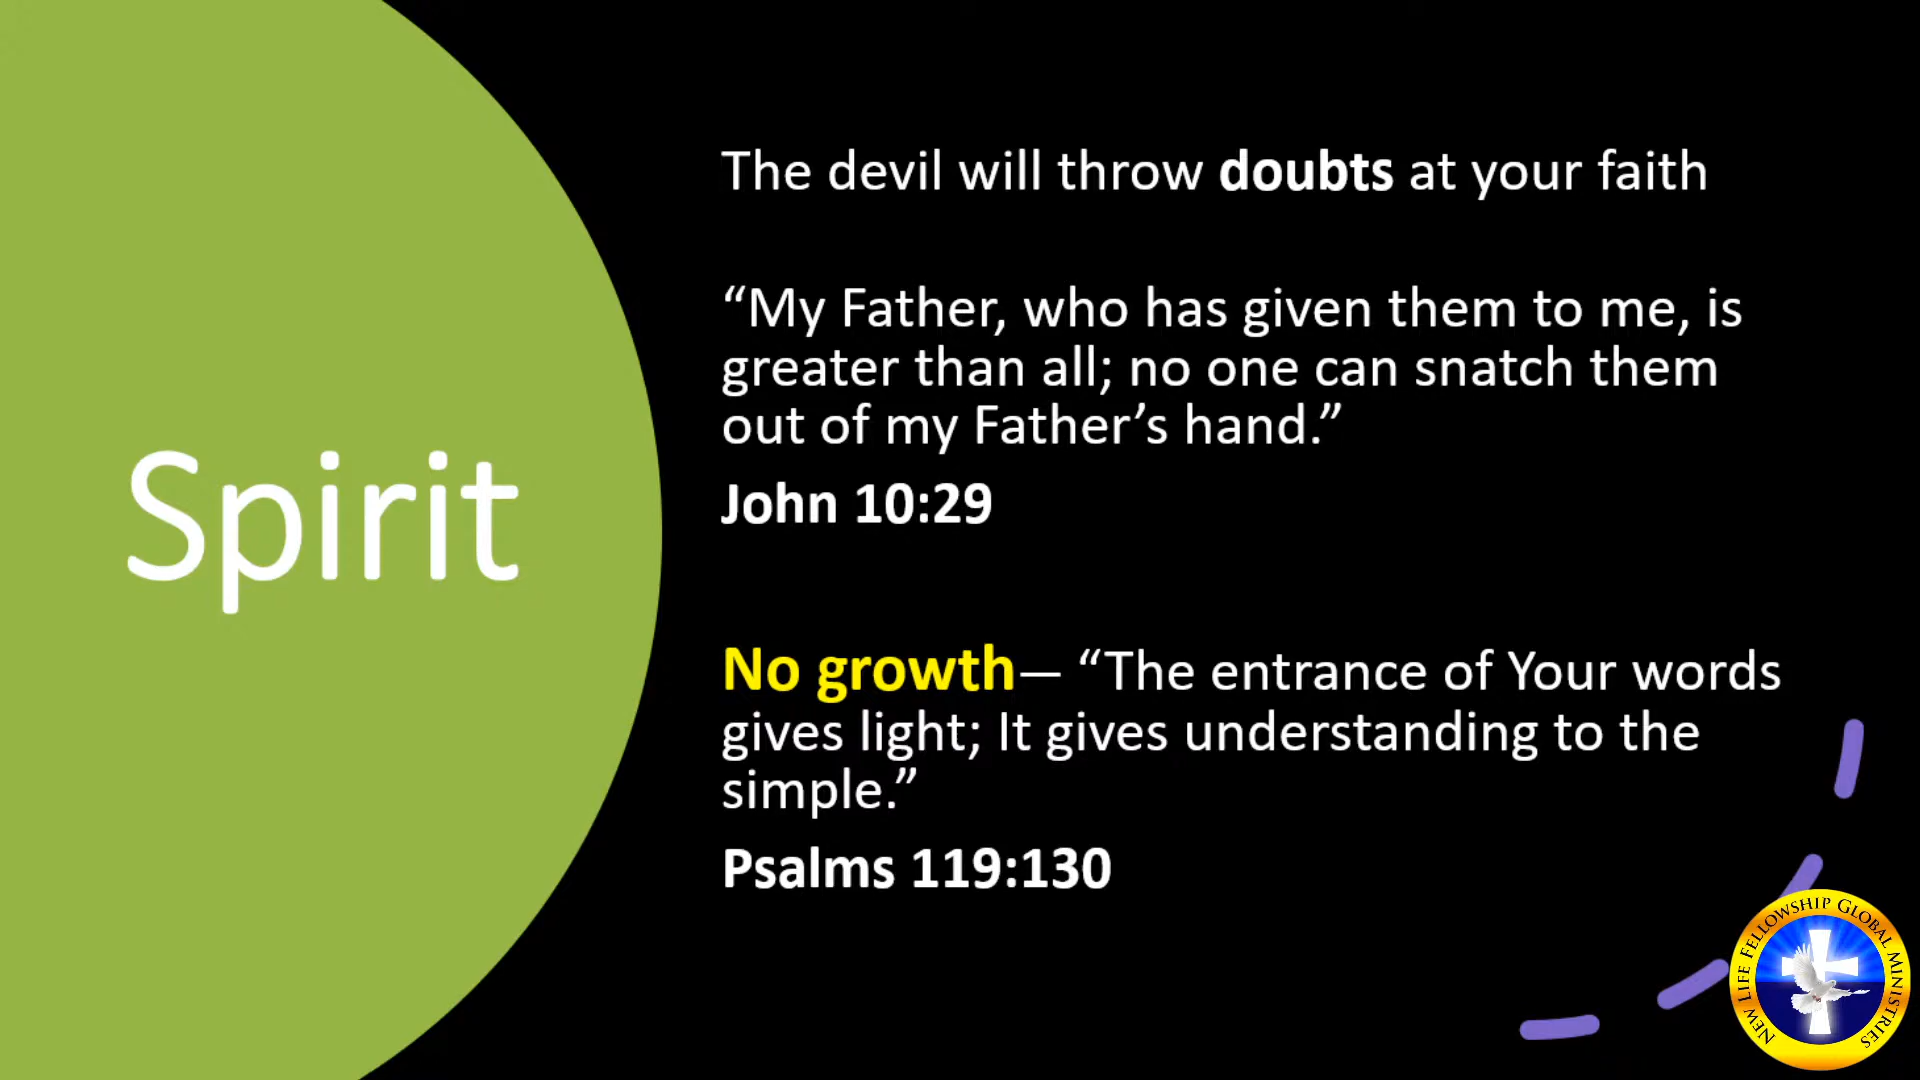 Spirit
The devil will throw doubts at your faith
“My Father, who has given them to me, is
greater than all; no one can snatch them
out of my Father’s hand.”
John 10:29
No growth— “The entrance of Your words
gives light; It gives understanding to the
simple.”
Psalms 119:130
NEW LIFE FELLOWSHIP GLOBAL MINISTRIES